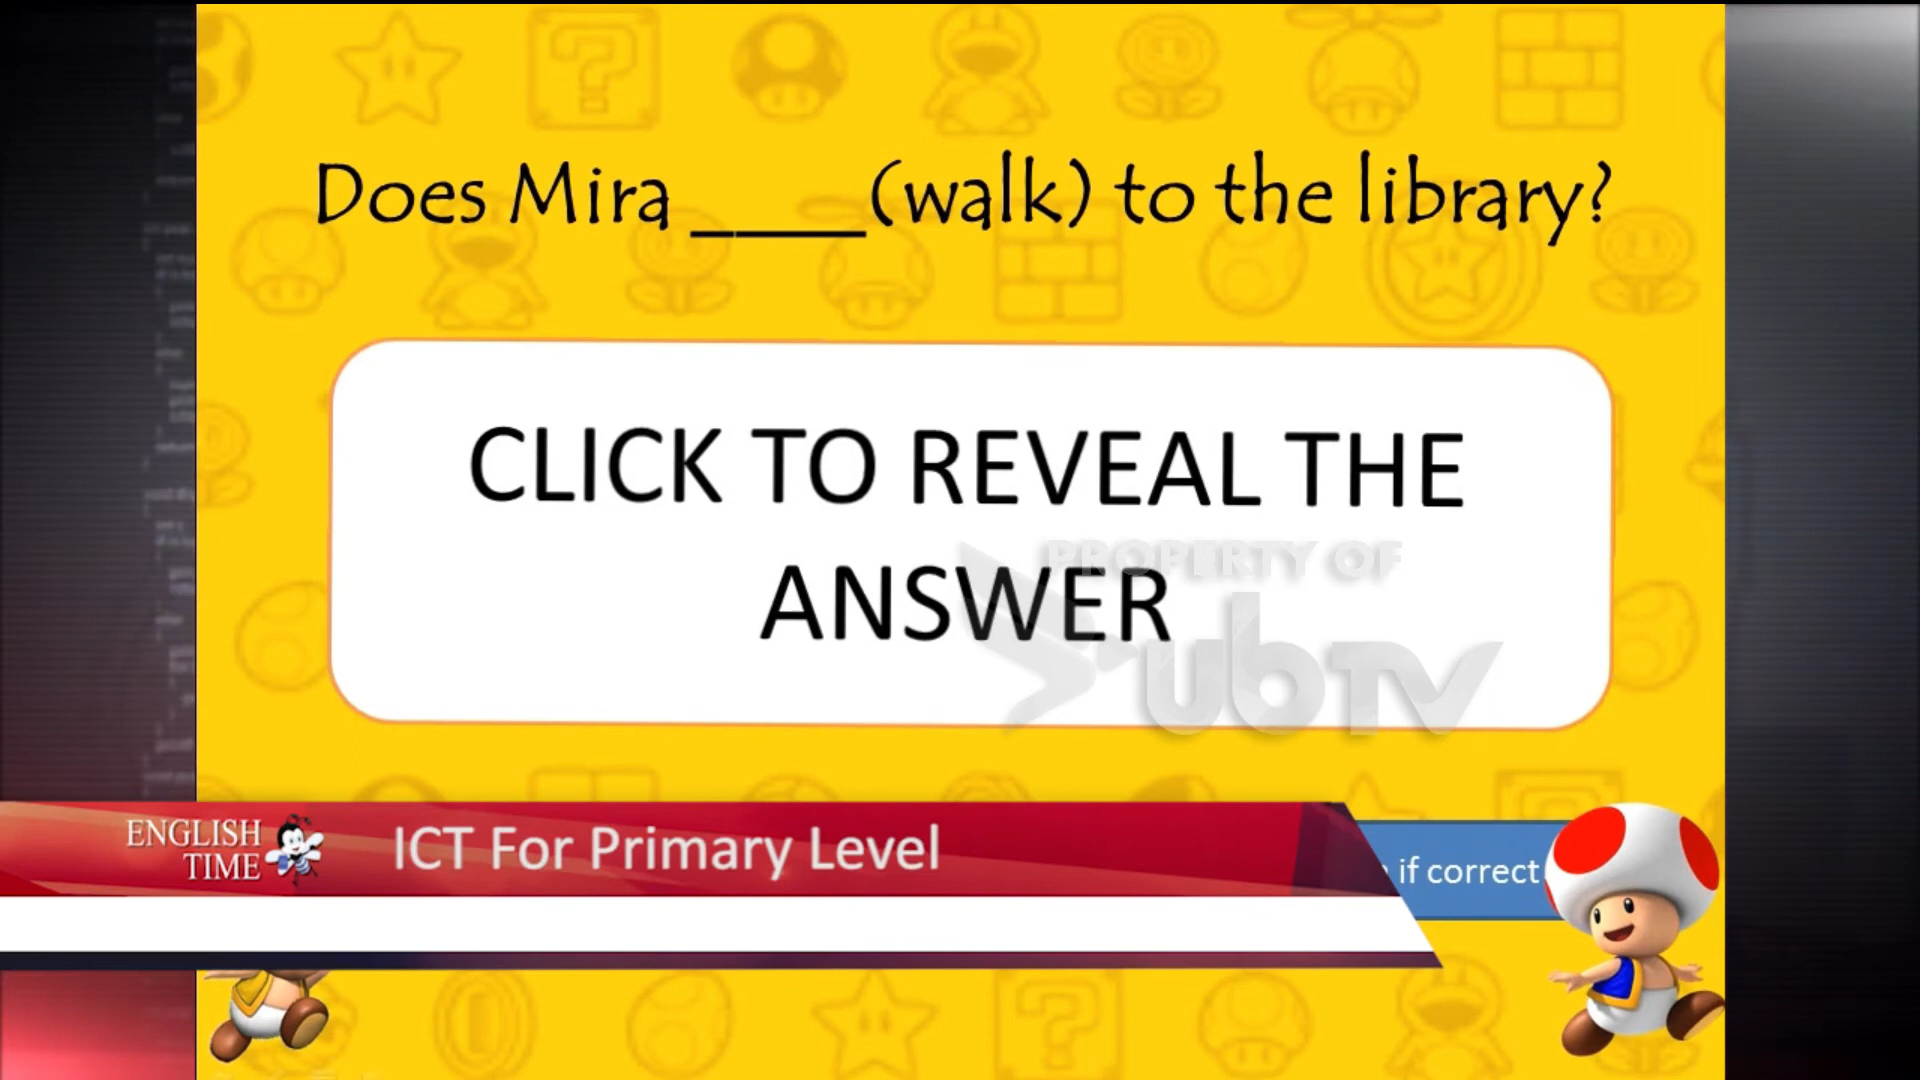 Does Mira ____(walk) to the library?
CLICK TO REVEAL THE
ANSWER
PROPERTY OF
UbTV
ENGLISH
TIME
ICT For Primary Level
if correct